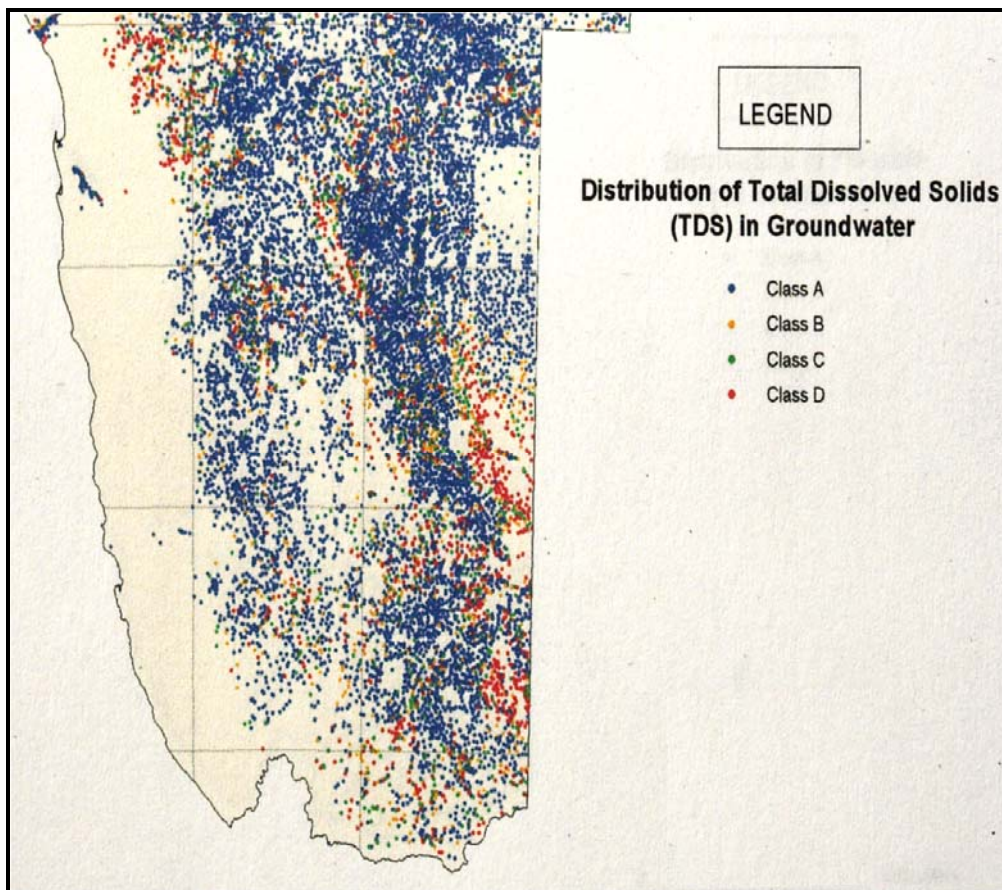 LEGEND
Distribution of Total Dissolved Solids
(TDS) in Groundwater
Class A
Class B
Class C
Class D